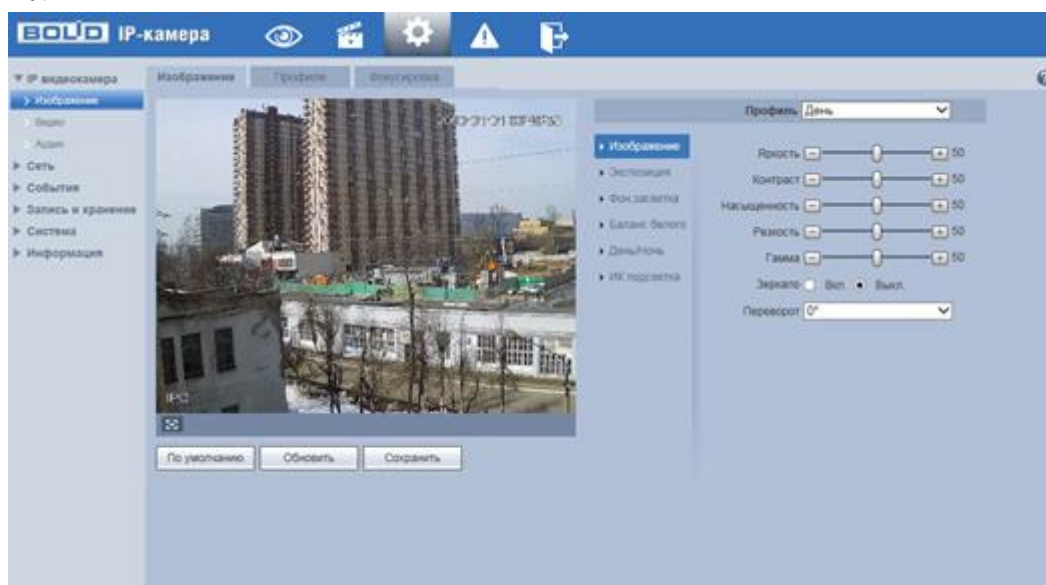 BOLID IP-камера
IP видеокамера
Изображение
Видео
Аудио
Сеть
События
Запись и хранение
Система
Информация
Изображение
Профили
Фокусировка
IPC
По умолчанию
Обновить
Сохранить
Профиль День
Изображение
Экспозиция
Фон.засветка
Баланс белого
День/Ночь
ИК подсветка
Яркость 50
Контраст 50
Насыщенность 50
Резкость 50
Гамма 50
Зеркало Вкл. Выкл.
Переворот 0°